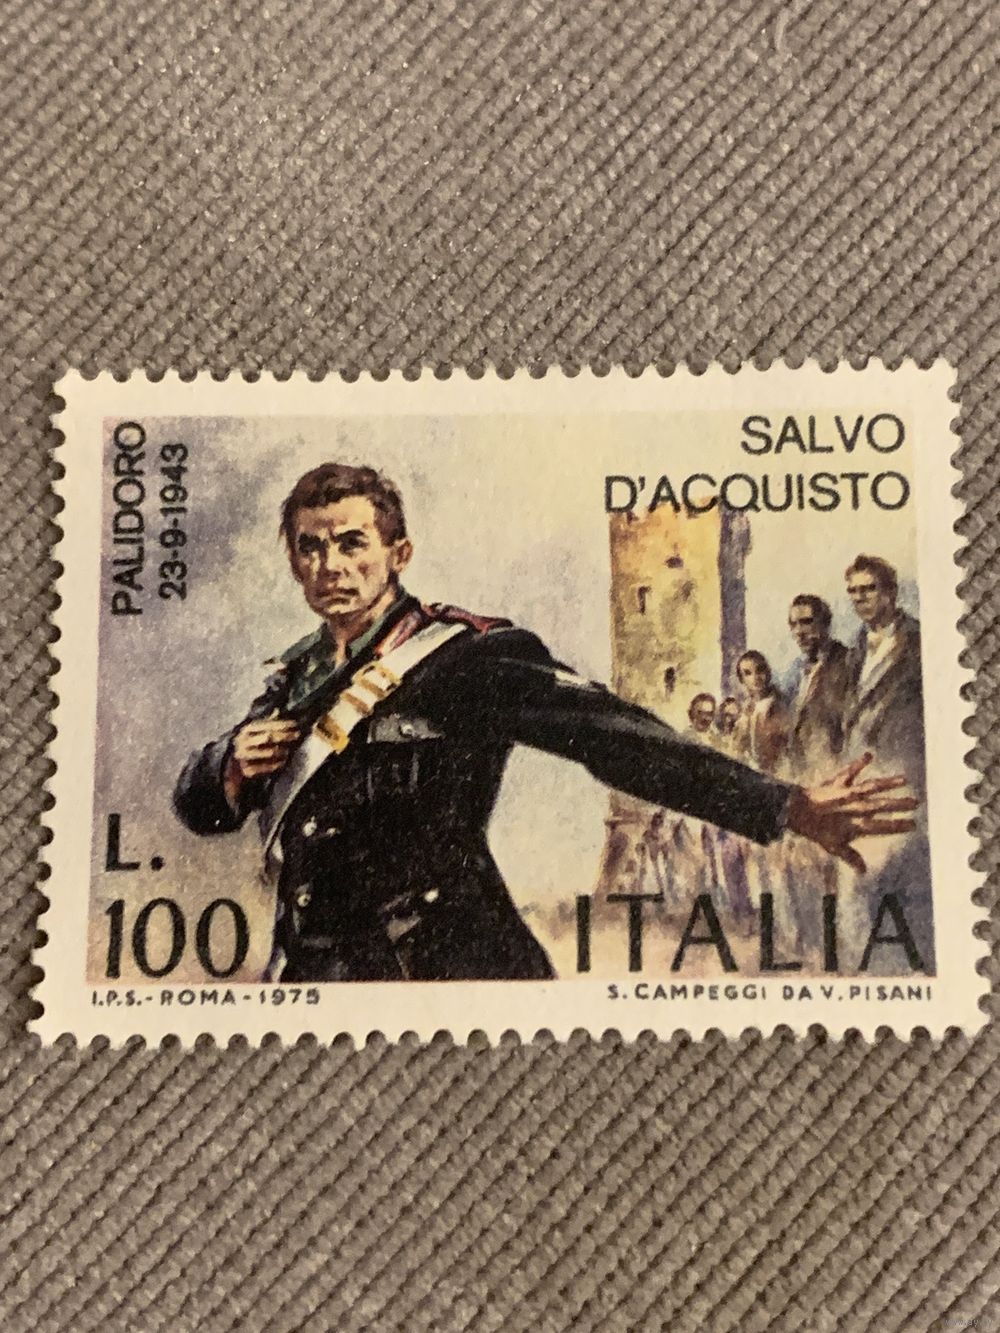 PALIDORO
23-9-1943
SALVO
D'ACQUISTO
L.
100
ITALIA
I.P.S.-ROMA-1975
S. CAMPEGGI DA V. PISANI